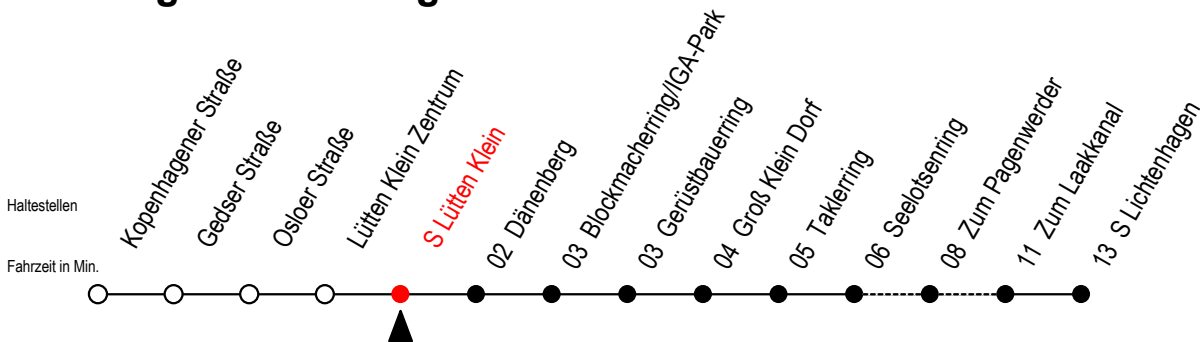 Haltestellen
Fahrzeit in Min.
Kopenhagener Straße
Gedser Straße
Osloer Straße
Lütten Klein Zentrum
S Lütten Klein
02 Dänenberg
03 Blockmacherring/IGA-Park
03 Gerüstbauerring
04 Groß Klein Dorf
05 Taklerring
06 Seelotsenring
08 Zum Pagenwerder
11 Zum Laakkanal
13 S Lichtenhagen